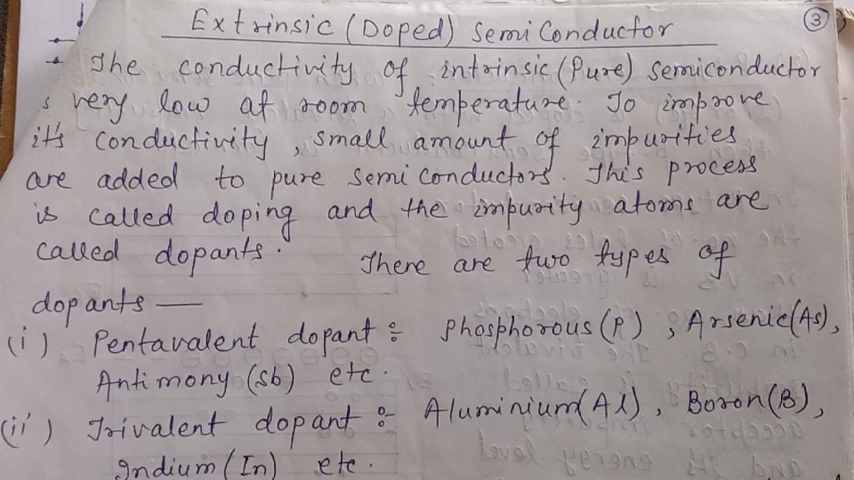 ③
Extrinsic (Doped) Semi Conductor
The conductivity of intrinsic (Pure) semiconductor
s very low at room temperature. To improve
it's conductivity, small amount of impurities
are added to pure semi conductors. This process
is called doping and the impurity atoms are
called dopants. There are two types of
dopants —
(i) Pentavalent dopant :- Phosphorous (P), Arsenic (As),
Antimony (Sb) etc.
(ii) Trivalent dopant :- Aluminium (Al), Boron (B),
Indium (In) etc.